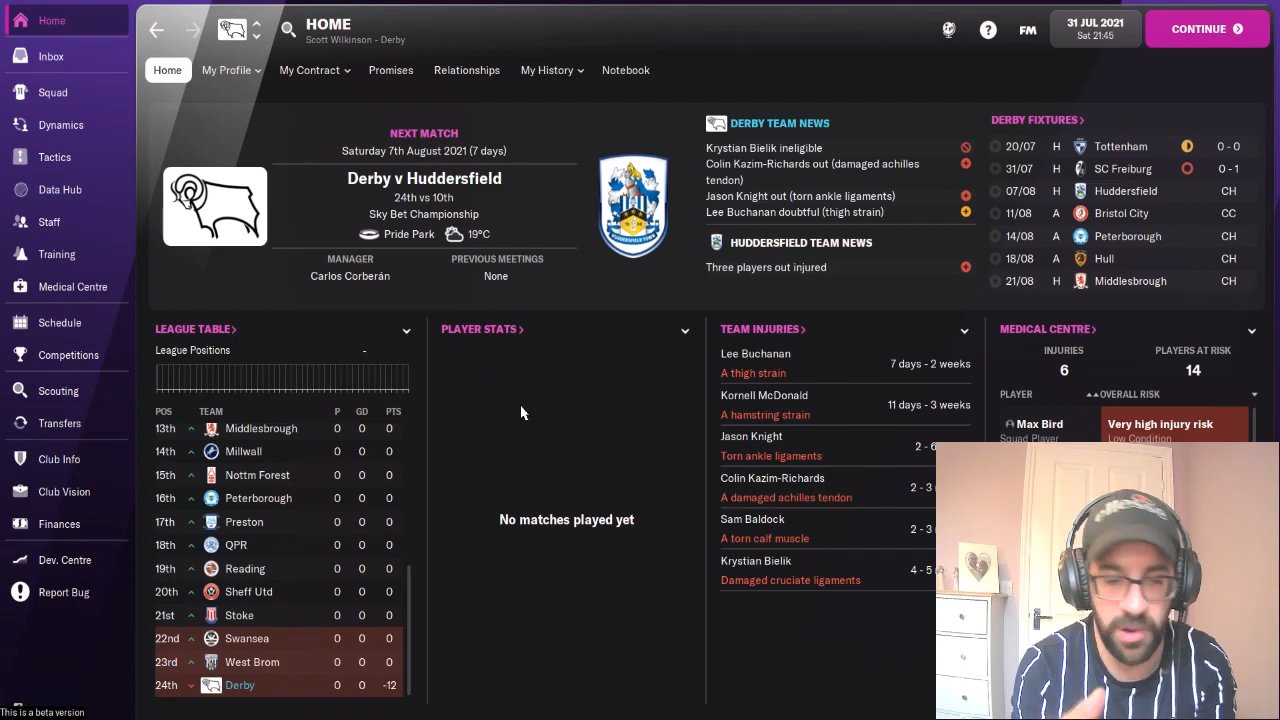 Home
Inbox
Squad
Dynamics
Tactics
Data Hub
Staff
Training
Medical Centre
Schedule
Competitions
Scouting
Transfers
Club Info
Club Vision
Finances
Dev. Centre
Report Bug
This is a beta version
HOME
Scott Wilkinson - Derby
?
FM
31 JUL 2021
Sat 21:45
CONTINUE
Home
My Profile
My Contract
Promises
Relationships
My History
Notebook
NEXT MATCH
Saturday 7th August 2021 (7 days)
Derby v Huddersfield
24th vs 10th
Sky Bet Championship
Pride Park 19°C
MANAGER
Carlos Corberán
PREVIOUS MEETINGS
None
DERBY TEAM NEWS
Krystian Bielik ineligible
Colin Kazim-Richards out (damaged achilles
tendon)
Jason Knight out (torn ankle ligaments)
Lee Buchanan doubtful (thigh strain)
HUDDERSFIELD TEAM NEWS
Three players out injured
DERBY FIXTURES
20/07 H Tottenham 0 - 0
31/07 H SC Freiburg 0 - 1
07/08 H Huddersfield CH
11/08 A Bristol City CC
14/08 A Peterborough CH
18/08 A Hull CH
21/08 H Middlesbrough CH
LEAGUE TABLE
League Positions -
POS TEAM P GD PTS
13th Middlesbrough 0 0 0
14th Millwall 0 0 0
15th Nottm Forest 0 0 0
16th Peterborough 0 0 0
17th Preston 0 0 0
18th QPR 0 0 0
19th Reading 0 0 0
20th Sheff Utd 0 0 0
21st Stoke 0 0 0
22nd Swansea 0 0 0
23rd West Brom 0 0 0
24th Derby 0 0 -12
PLAYER STATS
No matches played yet
TEAM INJURIES
Lee Buchanan
A thigh strain
7 days - 2 weeks
Kornell McDonald
A hamstring strain
11 days - 3 weeks
Jason Knight
Torn ankle ligaments
2 - 6
Colin Kazim-Richards
A damaged achilles tendon
2 - 3
Sam Baldock
A torn calf muscle
2 - 3
Krystian Bielik
Damaged cruciate ligaments
4 - 5
MEDICAL CENTRE
INJURIES
6
PLAYERS AT RISK
14
PLAYER OVERALL RISK
Max Bird
Squad Player
Very high injury risk
Low Condition